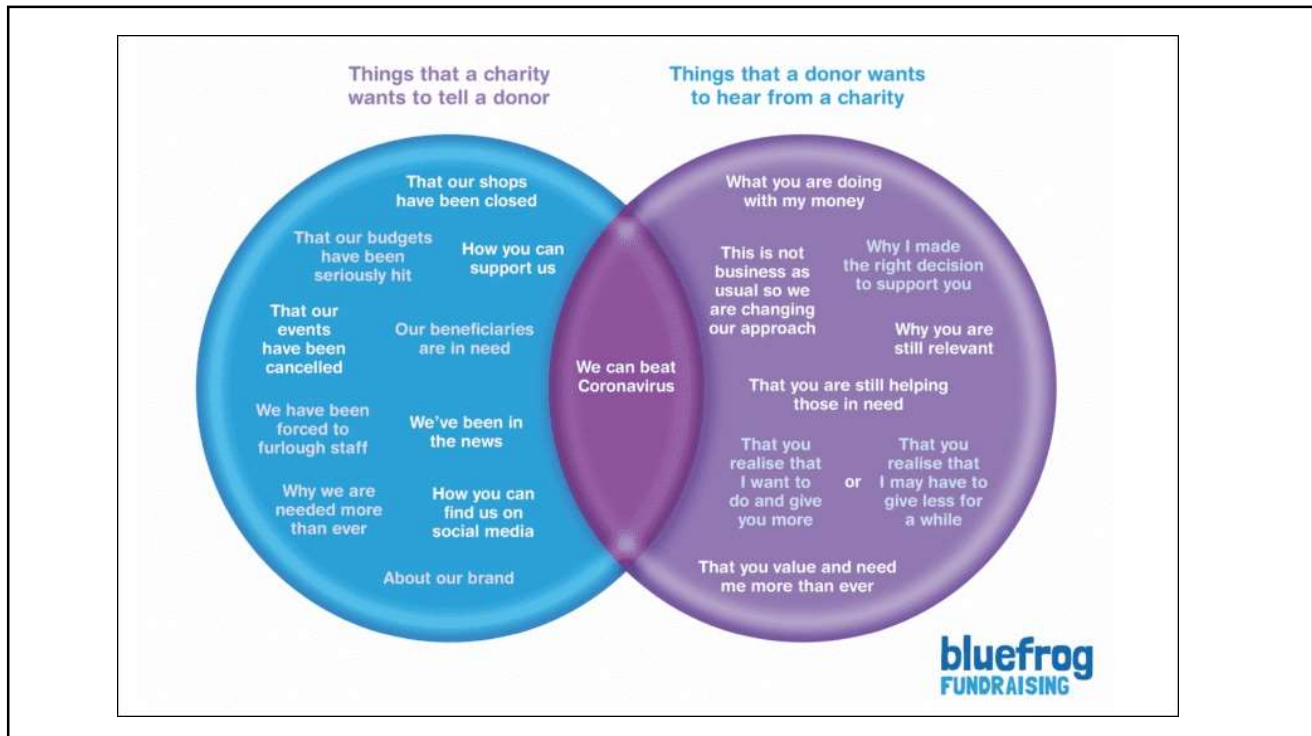 Things that a charity
wants to tell a donor
Things that a donor wants
to hear from a charity
That our shops
have been closed
That our budgets
have been
seriously hit
How you can
support us
That our
events
have been
cancelled
Our beneficiaries
are in need
We have been
forced to
furlough staff
We've been in
the news
Why we are
needed more
than ever
How you can
find us on
social media
About our brand
We can beat
Coronavirus
What you are doing
with my money
This is not
business as
usual so we
are changing
our approach
Why I made
the right decision
to support you
Why you are
still relevant
That you are still helping
those in need
That you
realise that
I want to
do and give
you more
or
That you
realise that
I may have to
give less for
a while
That you value and need
me more than ever
bluefrog
FUNDRAISING